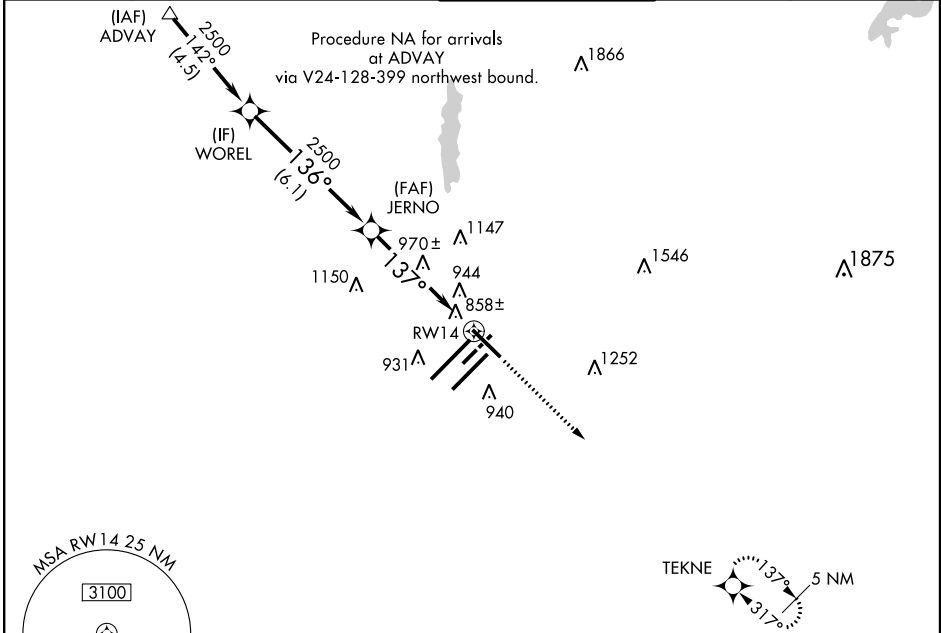 (IAF)
ADVAY
2500
142°
(4.5)
Procedure NA for arrivals
at ADVAY
via V24-128-399 northwest bound.
1866
(IF)
WOREL
2500
136°
(6.1)
(FAF)
JERNO
970±
1147
137°
1150
944
1546
1875
858±
RW14
931
1252
940
MSA RW14 25 NM
3100
TEKNE
137°
5 NM
317°